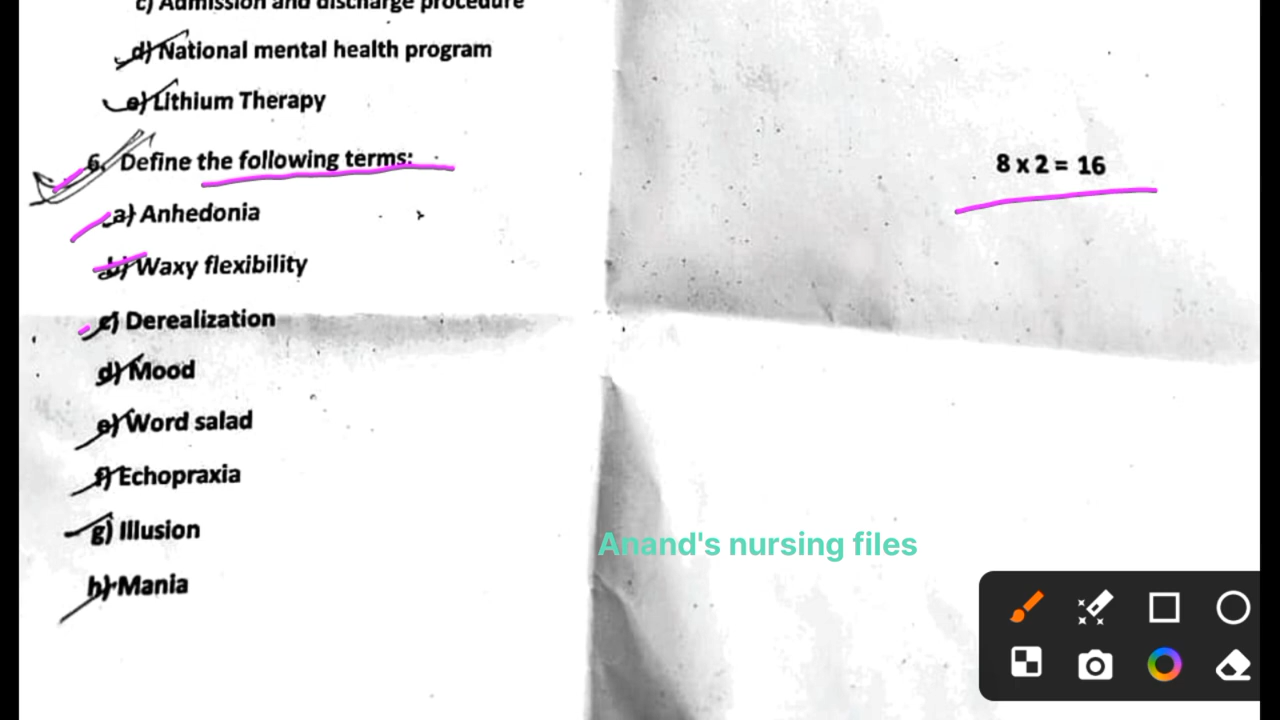 c) Admission and discharge procedure
d) National mental health program
e) Lithium Therapy
6. Define the following terms: 8 x 2 = 16
a) Anhedonia
b) Waxy flexibility
c) Derealization
d) Mood
e) Word salad
f) Echopraxia
g) Illusion
Anand's nursing files
h) Mania